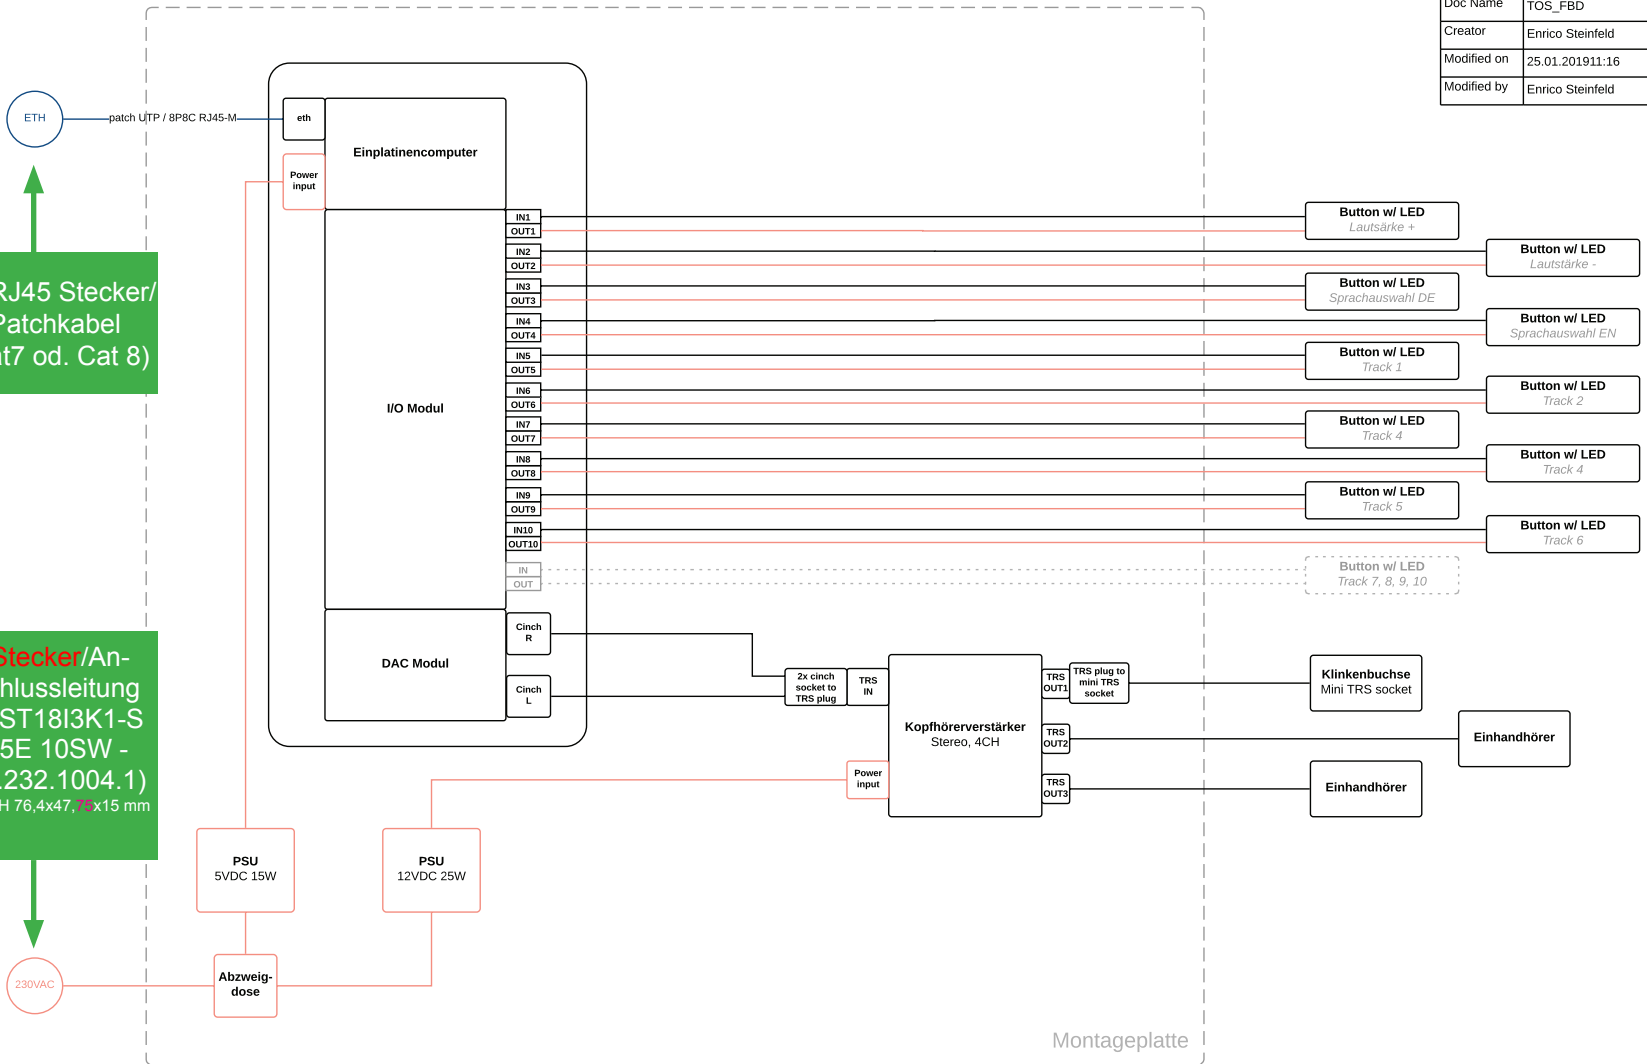 Doc Name TOS_FBD
Creator Enrico Steinfeld
Modified on 25.01.201911:16
Modified by Enrico Steinfeld
ETH
patch UTP / 8P8C RJ45-M
eth
Einplatinencomputer
Power
input
RJ45 Stecker/
Patchkabel
at7 od. Cat 8)
IN1
OUT1
IN2
OUT2
IN3
OUT3
IN4
OUT4
IN5
OUT5
IN6
OUT6
IN7
OUT7
IN8
OUT8
IN9
OUT9
IN10
OUT10
IN
OUT
I/O Modul
Button w/ LED
Lautsärke +
Button w/ LED
Lautstärke -
Button w/ LED
Sprachauswahl DE
Button w/ LED
Sprachauswahl EN
Button w/ LED
Track 1
Button w/ LED
Track 2
Button w/ LED
Track 4
Button w/ LED
Track 4
Button w/ LED
Track 5
Button w/ LED
Track 6
Button w/ LED
Track 7, 8, 9, 10
DAC Modul
Cinch
R
Cinch
L
2x cinch
socket to
TRS plug
TRS
IN
Kopfhörerverstärker
Stereo, 4CH
Power
input
TRS
OUT1
TRS plug to
mini TRS
socket
TRS
OUT2
TRS
OUT3
Klinkenbuchse
Mini TRS socket
Einhandhörer
Einhandhörer
Stecker/An-
hlussleitung
ST18I3K1-S
5E 10SW -
.232.1004.1)
H 76,4x47,75x15 mm
PSU
5VDC 15W
PSU
12VDC 25W
230VAC
Abzweig-
dose
Montageplatte